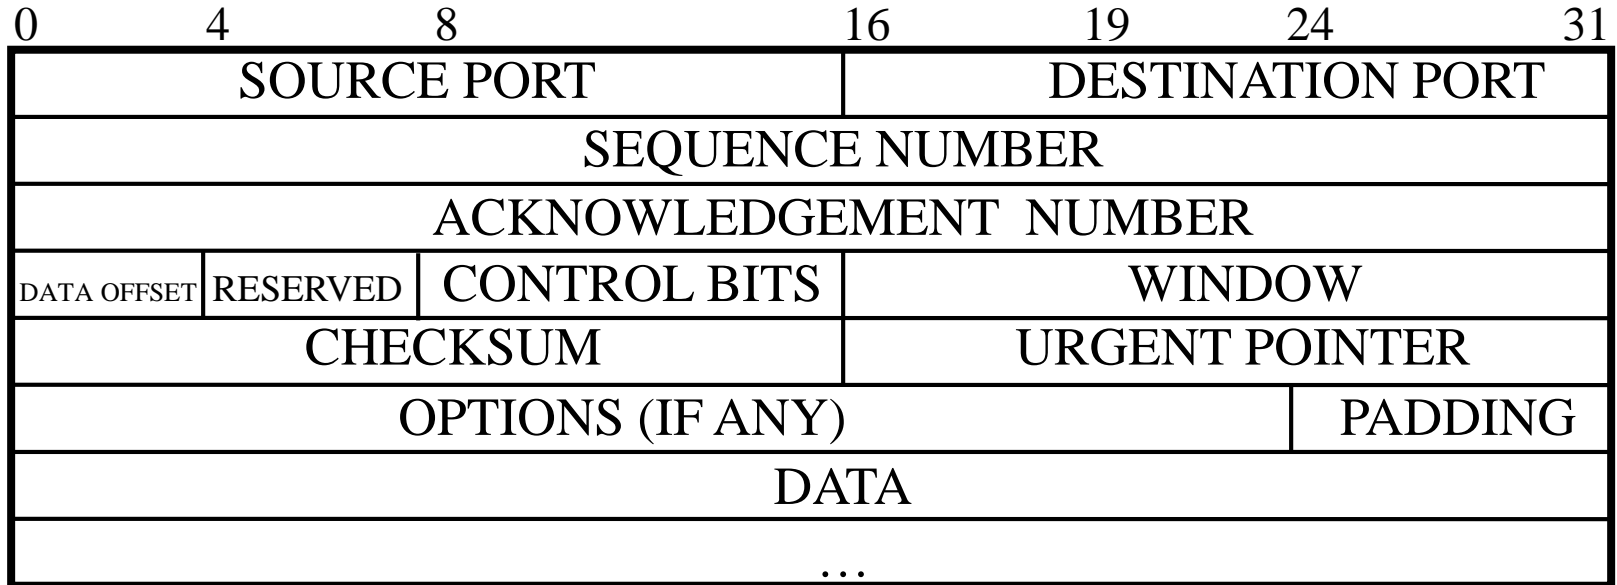 0 4 8 16 19 24 31
SOURCE PORT DESTINATION PORT
SEQUENCE NUMBER
ACKNOWLEDGEMENT NUMBER
DATA OFFSET RESERVED CONTROL BITS WINDOW
CHECKSUM URGENT POINTER
OPTIONS (IF ANY) PADDING
DATA
...